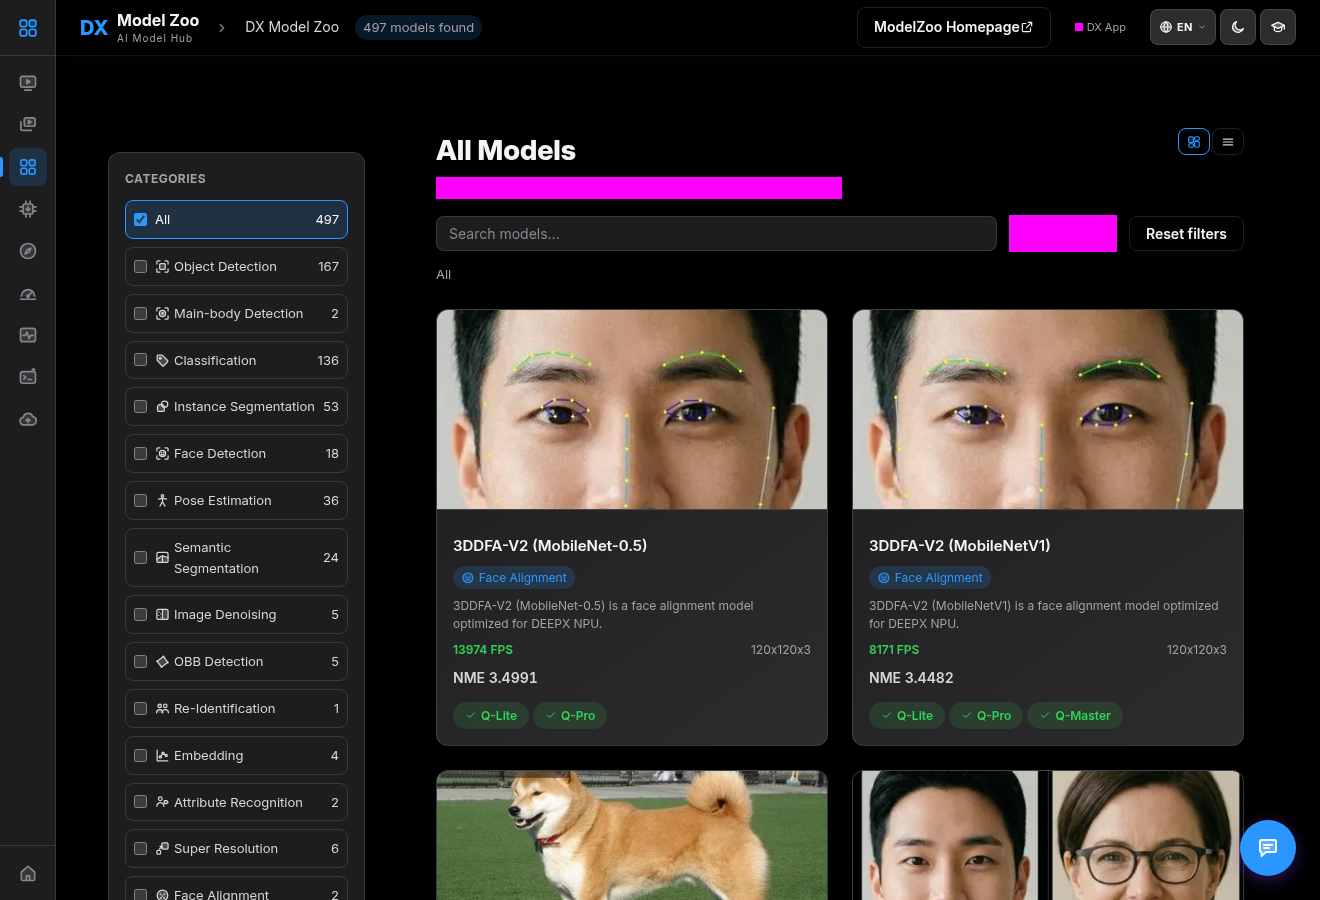 DX Model Zoo
AI Model Hub
DX Model Zoo
497 models found
ModelZoo Homepage
DX App
EN
CATEGORIES
All 497
Object Detection 167
Main-body Detection 2
Classification 136
Instance Segmentation 53
Face Detection 18
Pose Estimation 36
Semantic
Segmentation 24
Image Denoising 5
OBB Detection 5
Re-Identification 1
Embedding 4
Attribute Recognition 2
Super Resolution 6
Face Alignment 2
All Models
Search models...
Reset filters
All
3DDFA-V2 (MobileNet-0.5)
Face Alignment
3DDFA-V2 (MobileNet-0.5) is a face alignment model
optimized for DEEPX NPU.
13974 FPS 120x120x3
NME 3.4991
Q-Lite Q-Pro
3DDFA-V2 (MobileNetV1)
Face Alignment
3DDFA-V2 (MobileNetV1) is a face alignment model optimized
for DEEPX NPU.
8171 FPS 120x120x3
NME 3.4482
Q-Lite Q-Pro Q-Master